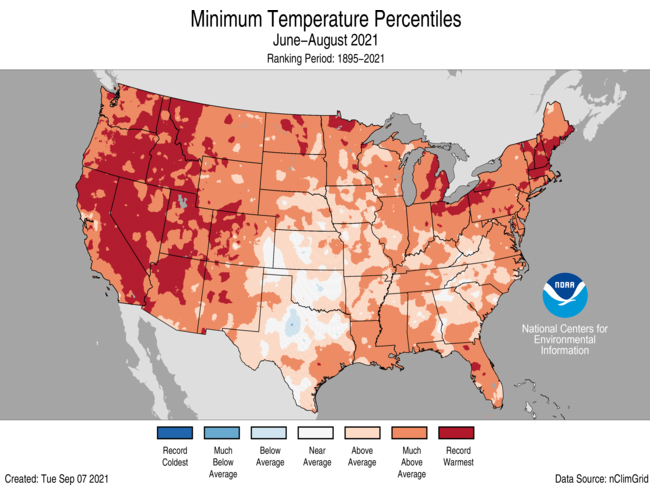 Minimum Temperature Percentiles
June–August 2021
Ranking Period: 1895–2021
NOAA
National Centers for
Environmental
Information
Record
Coldest
Much
Below
Average
Below
Average
Near
Average
Above
Average
Much
Above
Average
Record
Warmest
Created: Tue Sep 07 2021
Data Source: nClimGrid